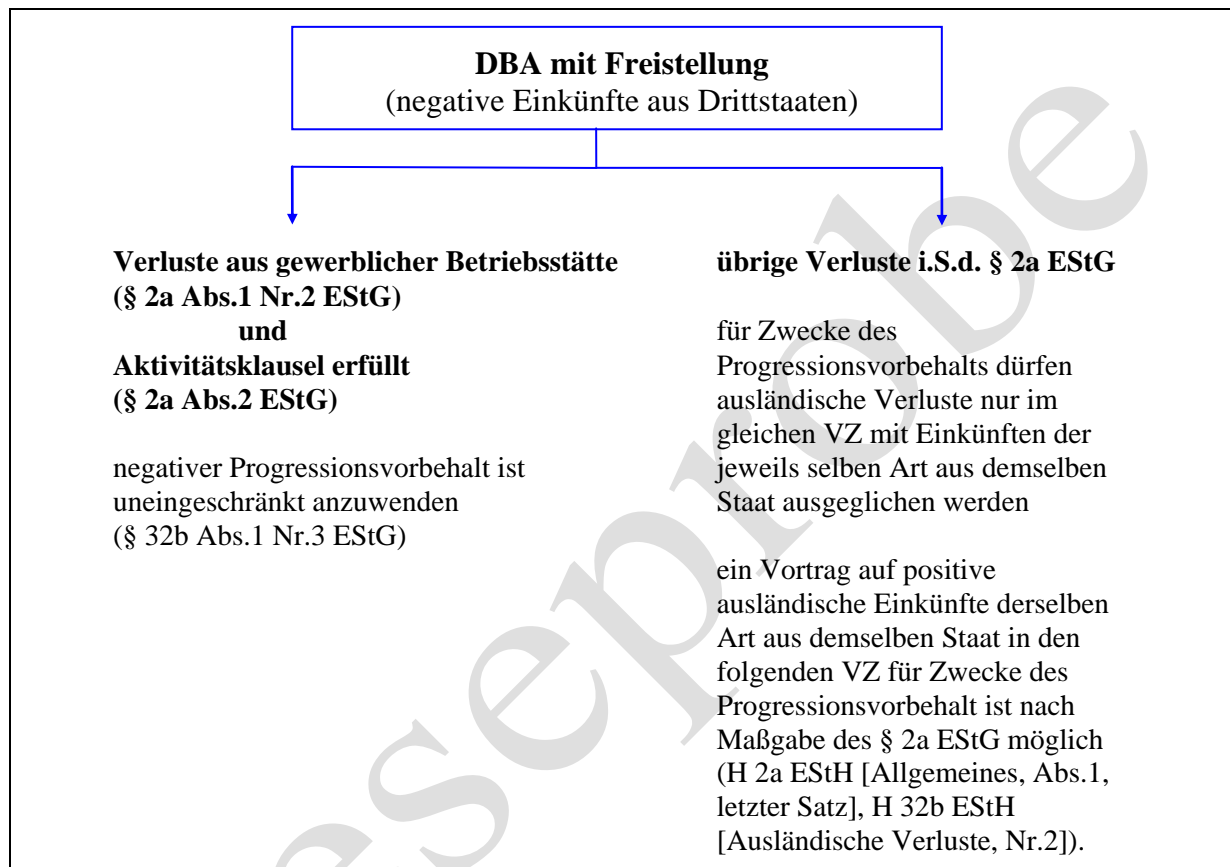 DBA mit Freistellung
(negative Einkünfte aus Drittstaaten)
Verluste aus gewerblicher Betriebsstätte
(§ 2a Abs.1 Nr.2 EStG)
und
Aktivitätsklausel erfüllt
(§ 2a Abs.2 EStG)
negativer Progressionsvorbehalt ist
uneingeschränkt anzuwenden
(§ 32b Abs.1 Nr.3 EStG)
übrige Verluste i.S.d. § 2a EStG
für Zwecke des
Progressionsvorbehalts dürfen
ausländische Verluste nur im
gleichen VZ mit Einkünften der
jeweils selben Art aus demselben
Staat ausgeglichen werden
ein Vortrag auf positive
ausländische Einkünfte derselben
Art aus demselben Staat in den
folgenden VZ für Zwecke des
Progressionsvorbehalt ist nach
Maßgabe des § 2a EStG möglich
(H 2a EStH [Allgemeines, Abs.1,
letzter Satz], H 32b EStH
[Ausländische Verluste, Nr.2]).
eseprobe